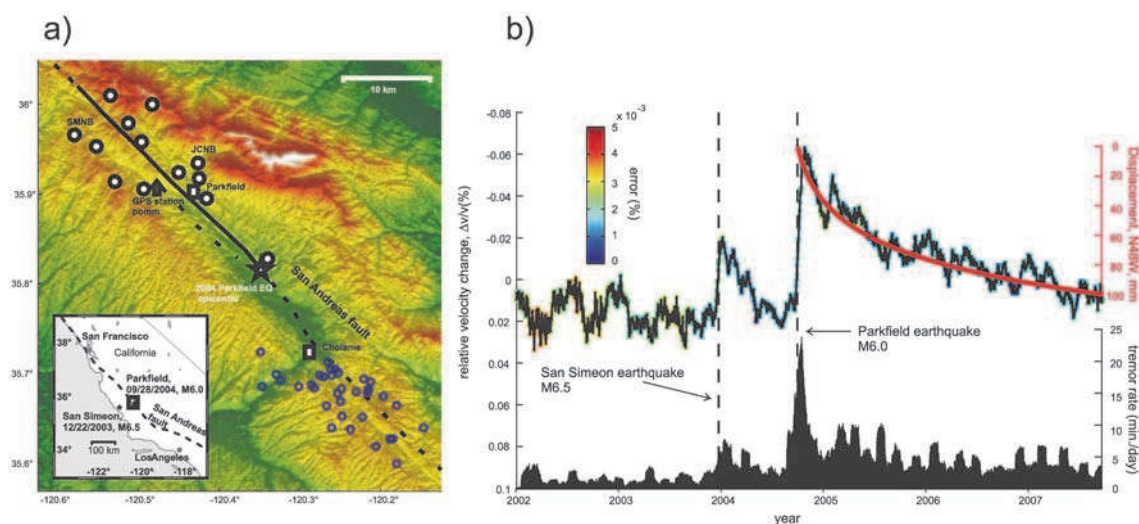 a)
10 km
36°
35.9°
35.8°
35.7°
35.6°
SMNB
JCNB
Parkfield
GPS station
pomm
2004 Parkfield EQ
epicentis
San Andreas fault
Cholame
San Francisco
California
Parkfield,
09/28/2004, M6.0
San Simeon,
12/22/2003, M6.5
San Andreas
fault
100 km
LosAngeles
38°
36°
34°
-122°
-120°
-118°
-120.6°
-120.5°
-120.4°
-120.3°
-120.2°
b)
relative velocity change, Δv/v(%)
-0.08
-0.06
-0.04
-0.02
0
0.02
0.04
0.06
0.08
0.1
x 10⁻³
5
4
3
2
1
0
error (%)
San Simeon earthquake
M6.5
Parkfield earthquake
M6.0
Displacement, N48W, mm
0
20
40
60
80
100
tremor rate (min./day)
25
20
15
10
5
0
2002
2003
2004
2005
2006
2007
year